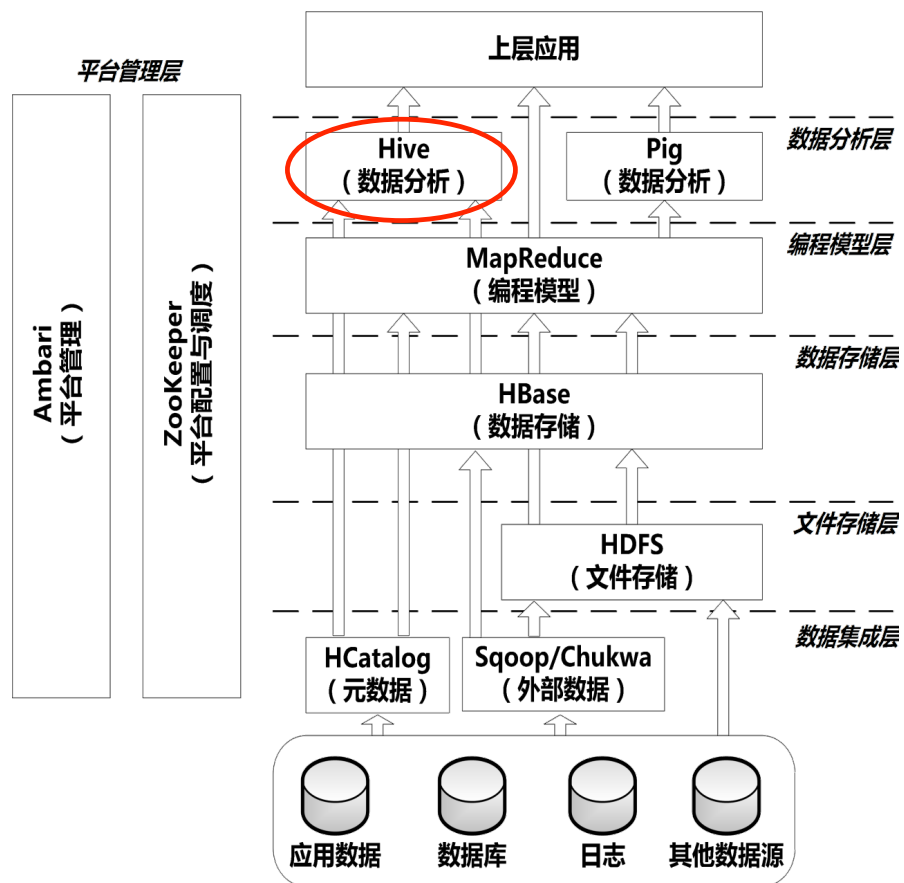 上层应用
平台管理层
数据分析层
Hive
（数据分析）
Pig
（数据分析）
编程模型层
MapReduce
（编程模型）
Ambari
（平台管理）
ZooKeeper
（平台配置与调度）
数据存储层
HBase
（数据存储）
文件存储层
HDFS
（文件存储）
数据集成层
HCatalog
（元数据）
Sqoop/Chukwa
（外部数据）
应用数据
数据库
日志
其他数据源